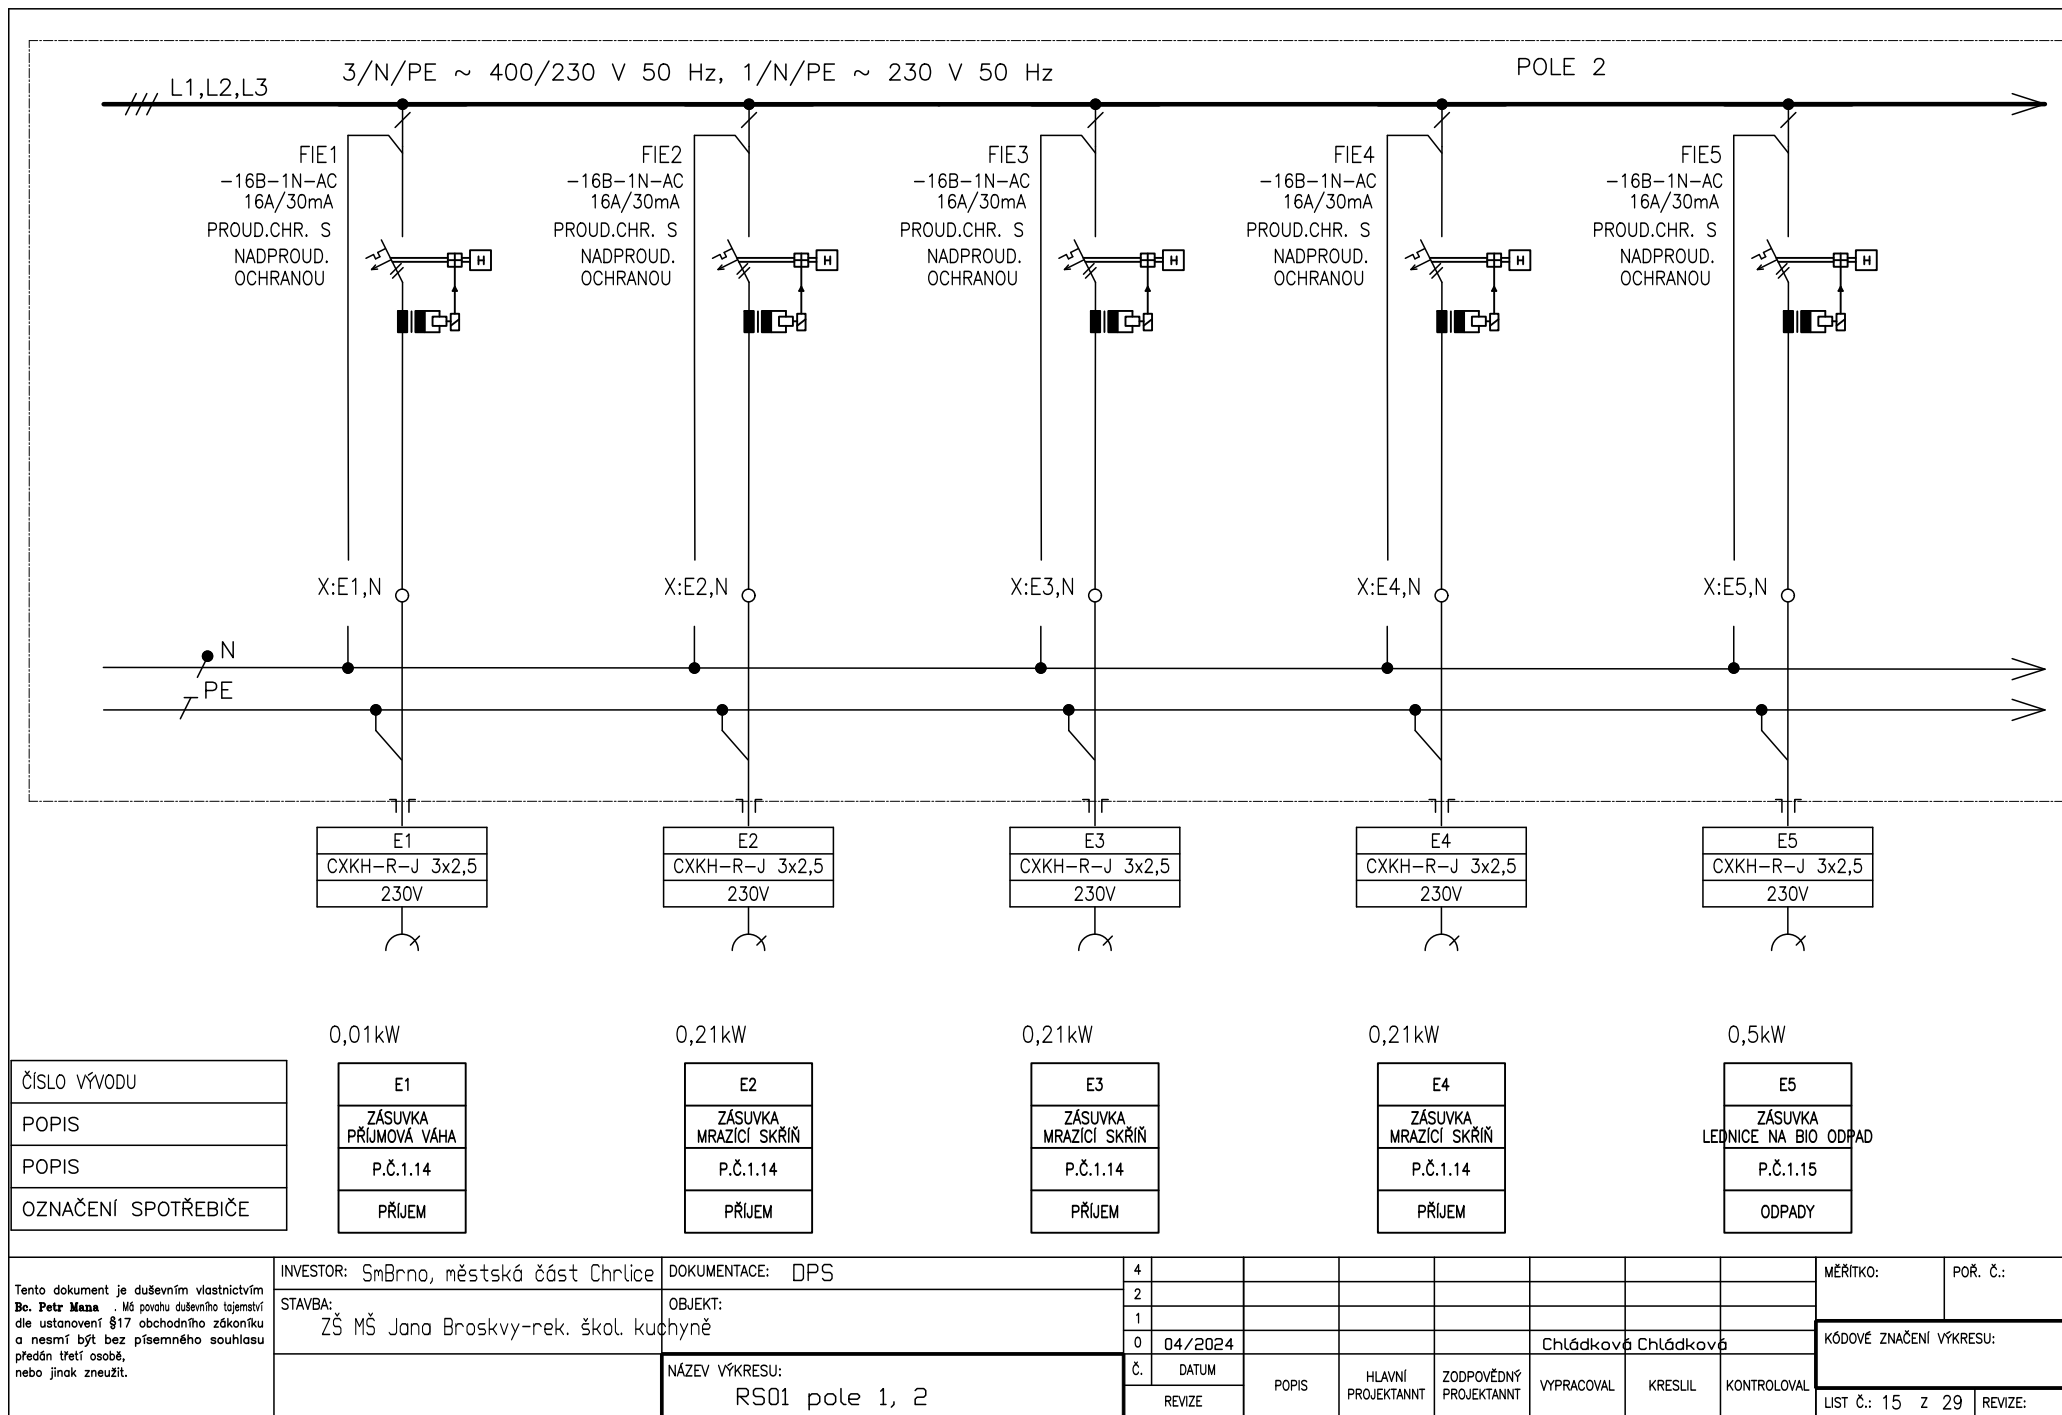 3/N/PE ~ 400/230 V 50 Hz, 1/N/PE ~ 230 V 50 Hz
POLE 2
L1,L2,L3
FIE1
-16B-1N-AC
16A/30mA
PROUD.CHR. S
NADPROUD.
OCHRANOU
H
FIE2
-16B-1N-AC
16A/30mA
PROUD.CHR. S
NADPROUD.
OCHRANOU
H
FIE3
-16B-1N-AC
16A/30mA
PROUD.CHR. S
NADPROUD.
OCHRANOU
H
FIE4
-16B-1N-AC
16A/30mA
PROUD.CHR. S
NADPROUD.
OCHRANOU
H
FIE5
-16B-1N-AC
16A/30mA
PROUD.CHR. S
NADPROUD.
OCHRANOU
H
X:E1,N
X:E2,N
X:E3,N
X:E4,N
X:E5,N
N
PE
E1
CXKH-R-J 3x2,5
230V
E2
CXKH-R-J 3x2,5
230V
E3
CXKH-R-J 3x2,5
230V
E4
CXKH-R-J 3x2,5
230V
E5
CXKH-R-J 3x2,5
230V
0,01kW
0,21kW
0,21kW
0,21kW
0,5kW
ČÍSLO VÝVODU
POPIS
POPIS
OZNAČENÍ SPOTŘEBIČE
E1
ZÁSUVKA
PŘÍJMOVÁ VÁHA
P.Č.1.14
PŘÍJEM
E2
ZÁSUVKA
MRAZÍCÍ SKŘÍŇ
P.Č.1.14
PŘÍJEM
E3
ZÁSUVKA
MRAZÍCÍ SKŘÍŇ
P.Č.1.14
PŘÍJEM
E4
ZÁSUVKA
MRAZÍCÍ SKŘÍŇ
P.Č.1.14
PŘÍJEM
E5
ZÁSUVKA
LEDNICE NA BIO ODPAD
P.Č.1.15
ODPADY
Tento dokument je duševním vlastnictvím
Bc. Petr Mana . Má povahu duševního tajemství
dle ustanovení §17 obchodního zákoníku
a nesmí být bez písemného souhlasu
předán třetí osobě,
nebo jinak zneužit.
INVESTOR: SmBrno, městská část Chrlice
STAVBA:
ZŠ MŠ Jana Broskvy-rek. škol. kuchyně
DOKUMENTACE: DPS
OBJEKT:
NÁZEV VÝKRESU:
RS01 pole 1, 2
4
2
1
0 04/2024 Chládková Chládková
Č. DATUM
REVIZE
POPIS
HLAVNÍ
PROJEKTANNT
ZODPOVĚDNÝ
PROJEKTANNT
VYPRACOVAL
KRESLIL
KONTROLOVAL
MĚŘÍTKO:
POŘ. Č.:
KÓDOVÉ ZNAČENÍ VÝKRESU:
LIST Č.: 15 Z 29
REVIZE: